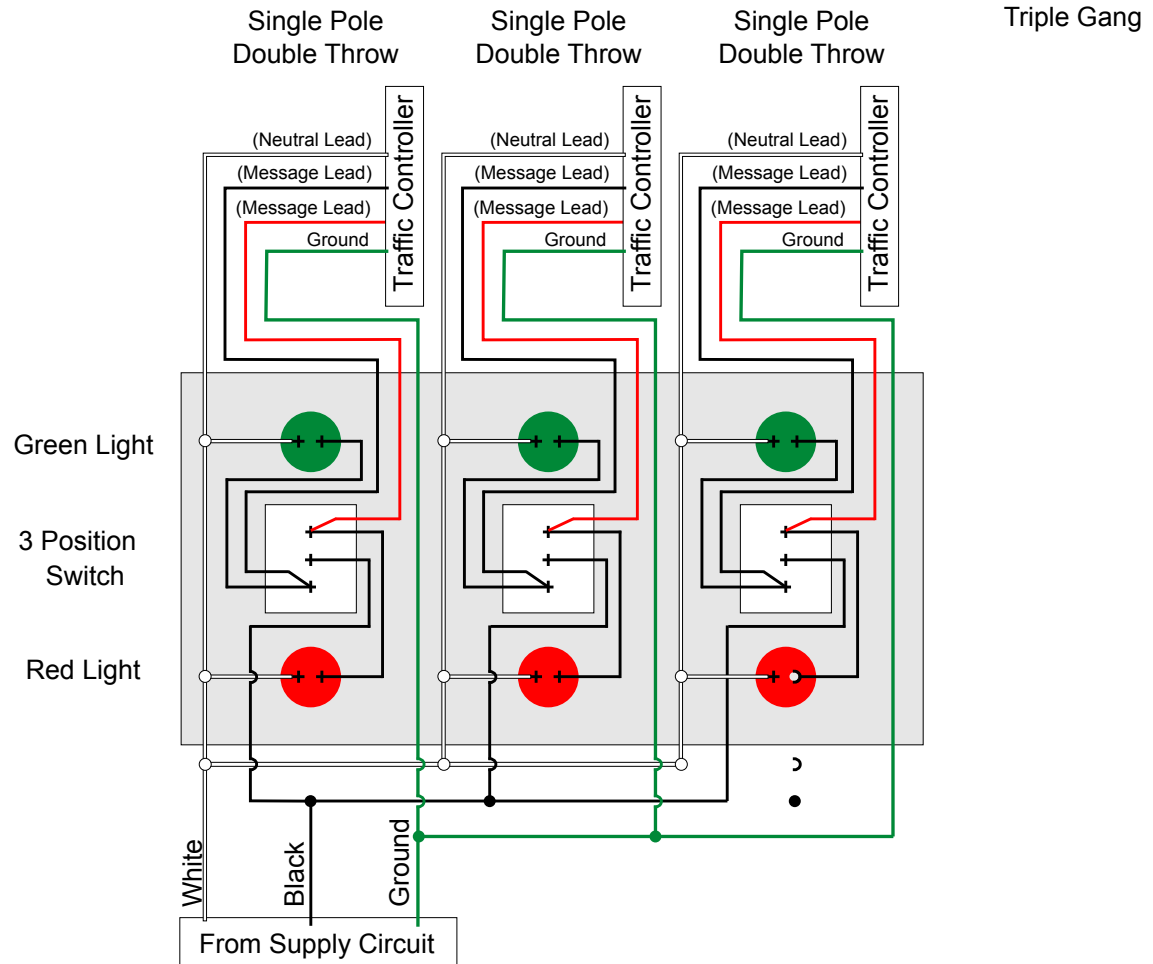 Single Pole
Double Throw
Single Pole
Double Throw
Single Pole
Double Throw
Triple Gang
(Neutral Lead)
(Message Lead)
(Message Lead)
Ground
Traffic Controller
(Neutral Lead)
(Message Lead)
(Message Lead)
Ground
Traffic Controller
(Neutral Lead)
(Message Lead)
(Message Lead)
Ground
Traffic Controller
Green Light
3 Position
Switch
Red Light
White
Black
Ground
From Supply Circuit